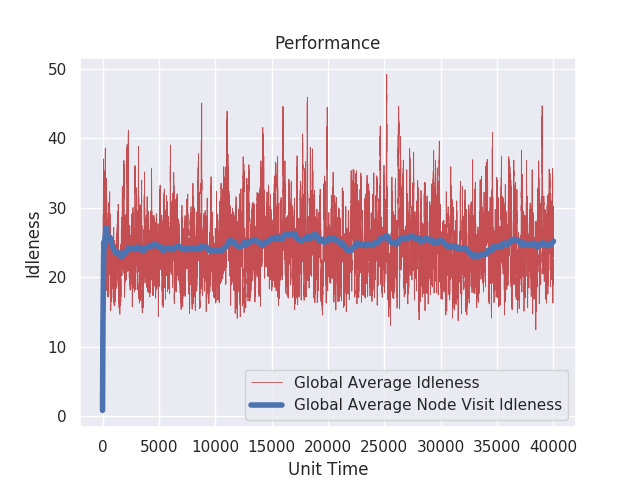 Performance
50
40
30
20
10
0
Idleness
Global Average Idleness
Global Average Node Visit Idleness
0 5000 10000 15000 20000 25000 30000 35000 40000
Unit Time